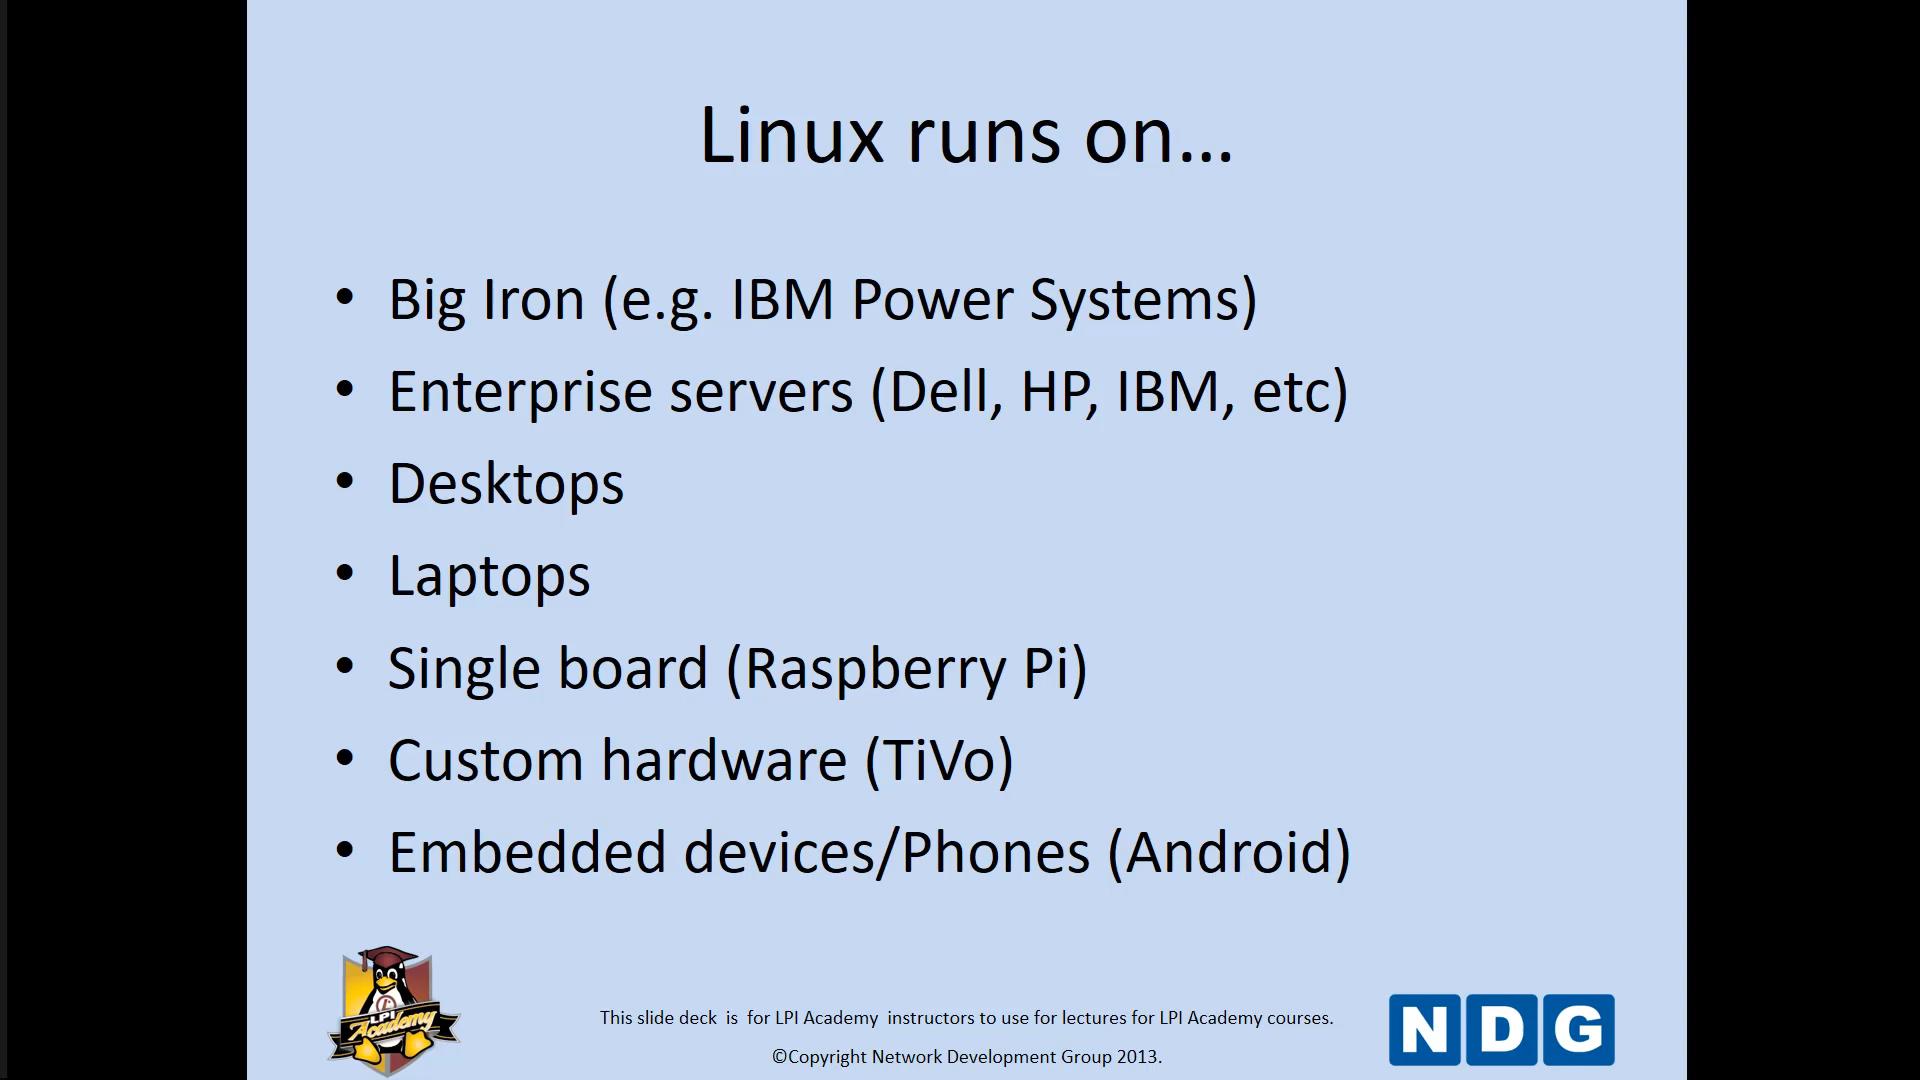 Linux runs on...
• Big Iron (e.g. IBM Power Systems)
• Enterprise servers (Dell, HP, IBM, etc)
• Desktops
• Laptops
• Single board (Raspberry Pi)
• Custom hardware (TiVo)
• Embedded devices/Phones (Android)
LPI
Academy
This slide deck is for LPI Academy instructors to use for lectures for LPI Academy courses.
©Copyright Network Development Group 2013.
NDG